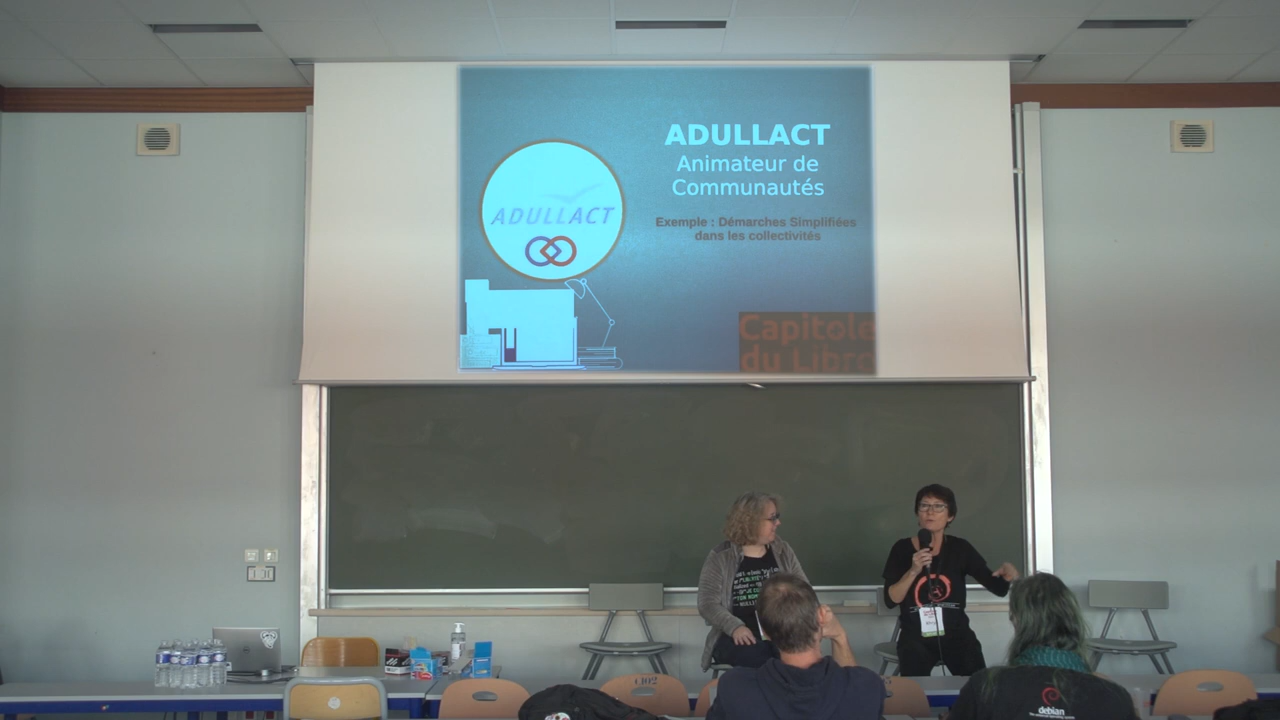 ADULLACT
Animateur de
Communautés
Exemple : Démarches Simplifiées
dans les collectivités
ADULLACT
Capitole
du Libre
debian